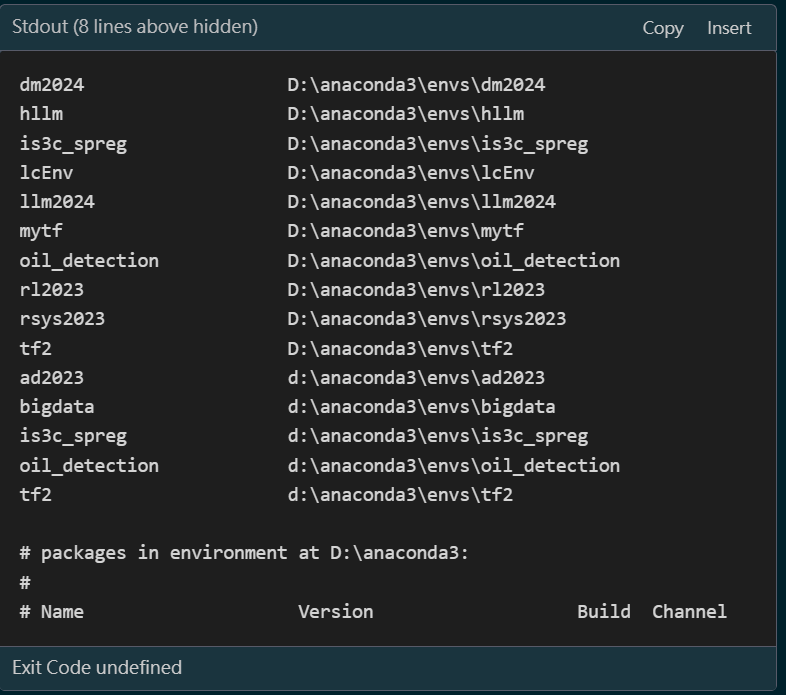 Stdout (8 lines above hidden) Copy Insert
dm2024 D:\anaconda3\envs\dm2024
hllm D:\anaconda3\envs\hllm
is3c_spreg D:\anaconda3\envs\is3c_spreg
lcEnv D:\anaconda3\envs\lcEnv
llm2024 D:\anaconda3\envs\llm2024
mytf D:\anaconda3\envs\mytf
oil_detection D:\anaconda3\envs\oil_detection
rl2023 D:\anaconda3\envs\rl2023
rsys2023 D:\anaconda3\envs\rsys2023
tf2 D:\anaconda3\envs\tf2
ad2023 d:\anaconda3\envs\ad2023
bigdata d:\anaconda3\envs\bigdata
is3c_spreg d:\anaconda3\envs\is3c_spreg
oil_detection d:\anaconda3\envs\oil_detection
tf2 d:\anaconda3\envs\tf2
# packages in environment at D:\anaconda3:
#
# Name Version Build Channel
Exit Code undefined